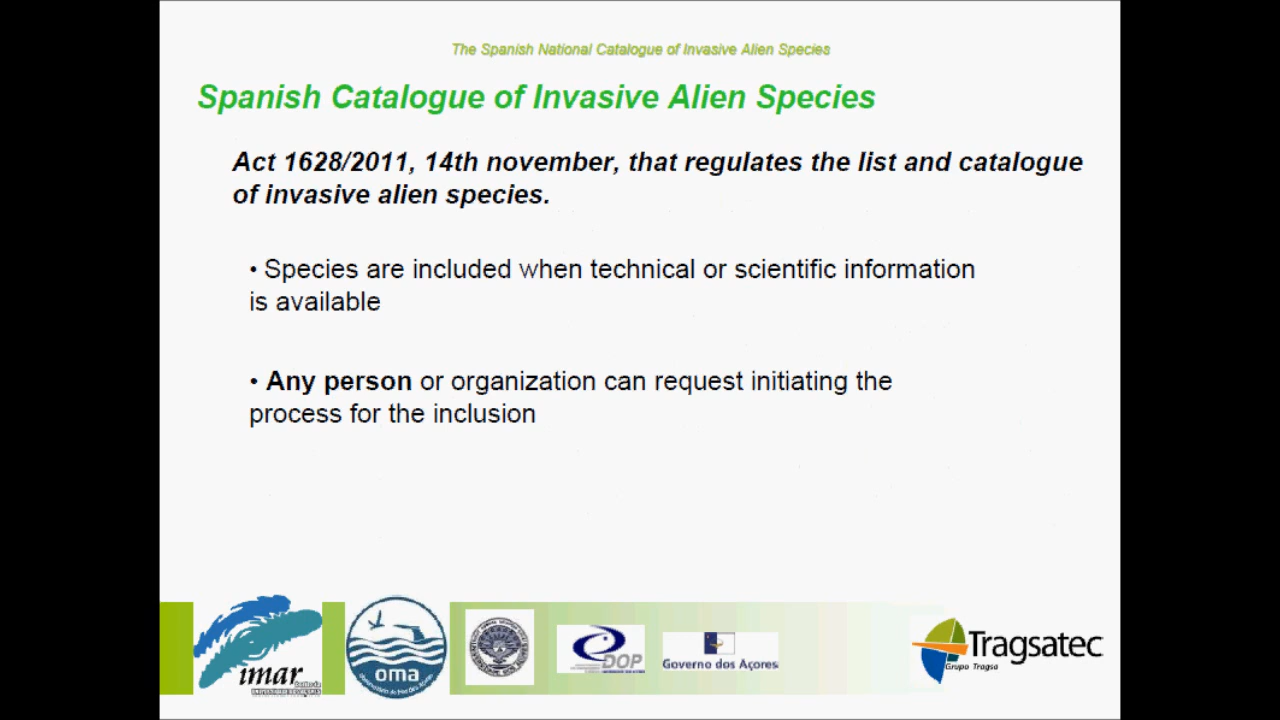 The Spanish National Catalogue of Invasive Alien Species
Spanish Catalogue of Invasive Alien Species
Act 1628/2011, 14th november, that regulates the list and catalogue
of invasive alien species.
• Species are included when technical or scientific information
is available
• Any person or organization can request initiating the
process for the inclusion
imar
oma
DOP
Governo dos Açores
Tragsatec
Grupo Tragsa